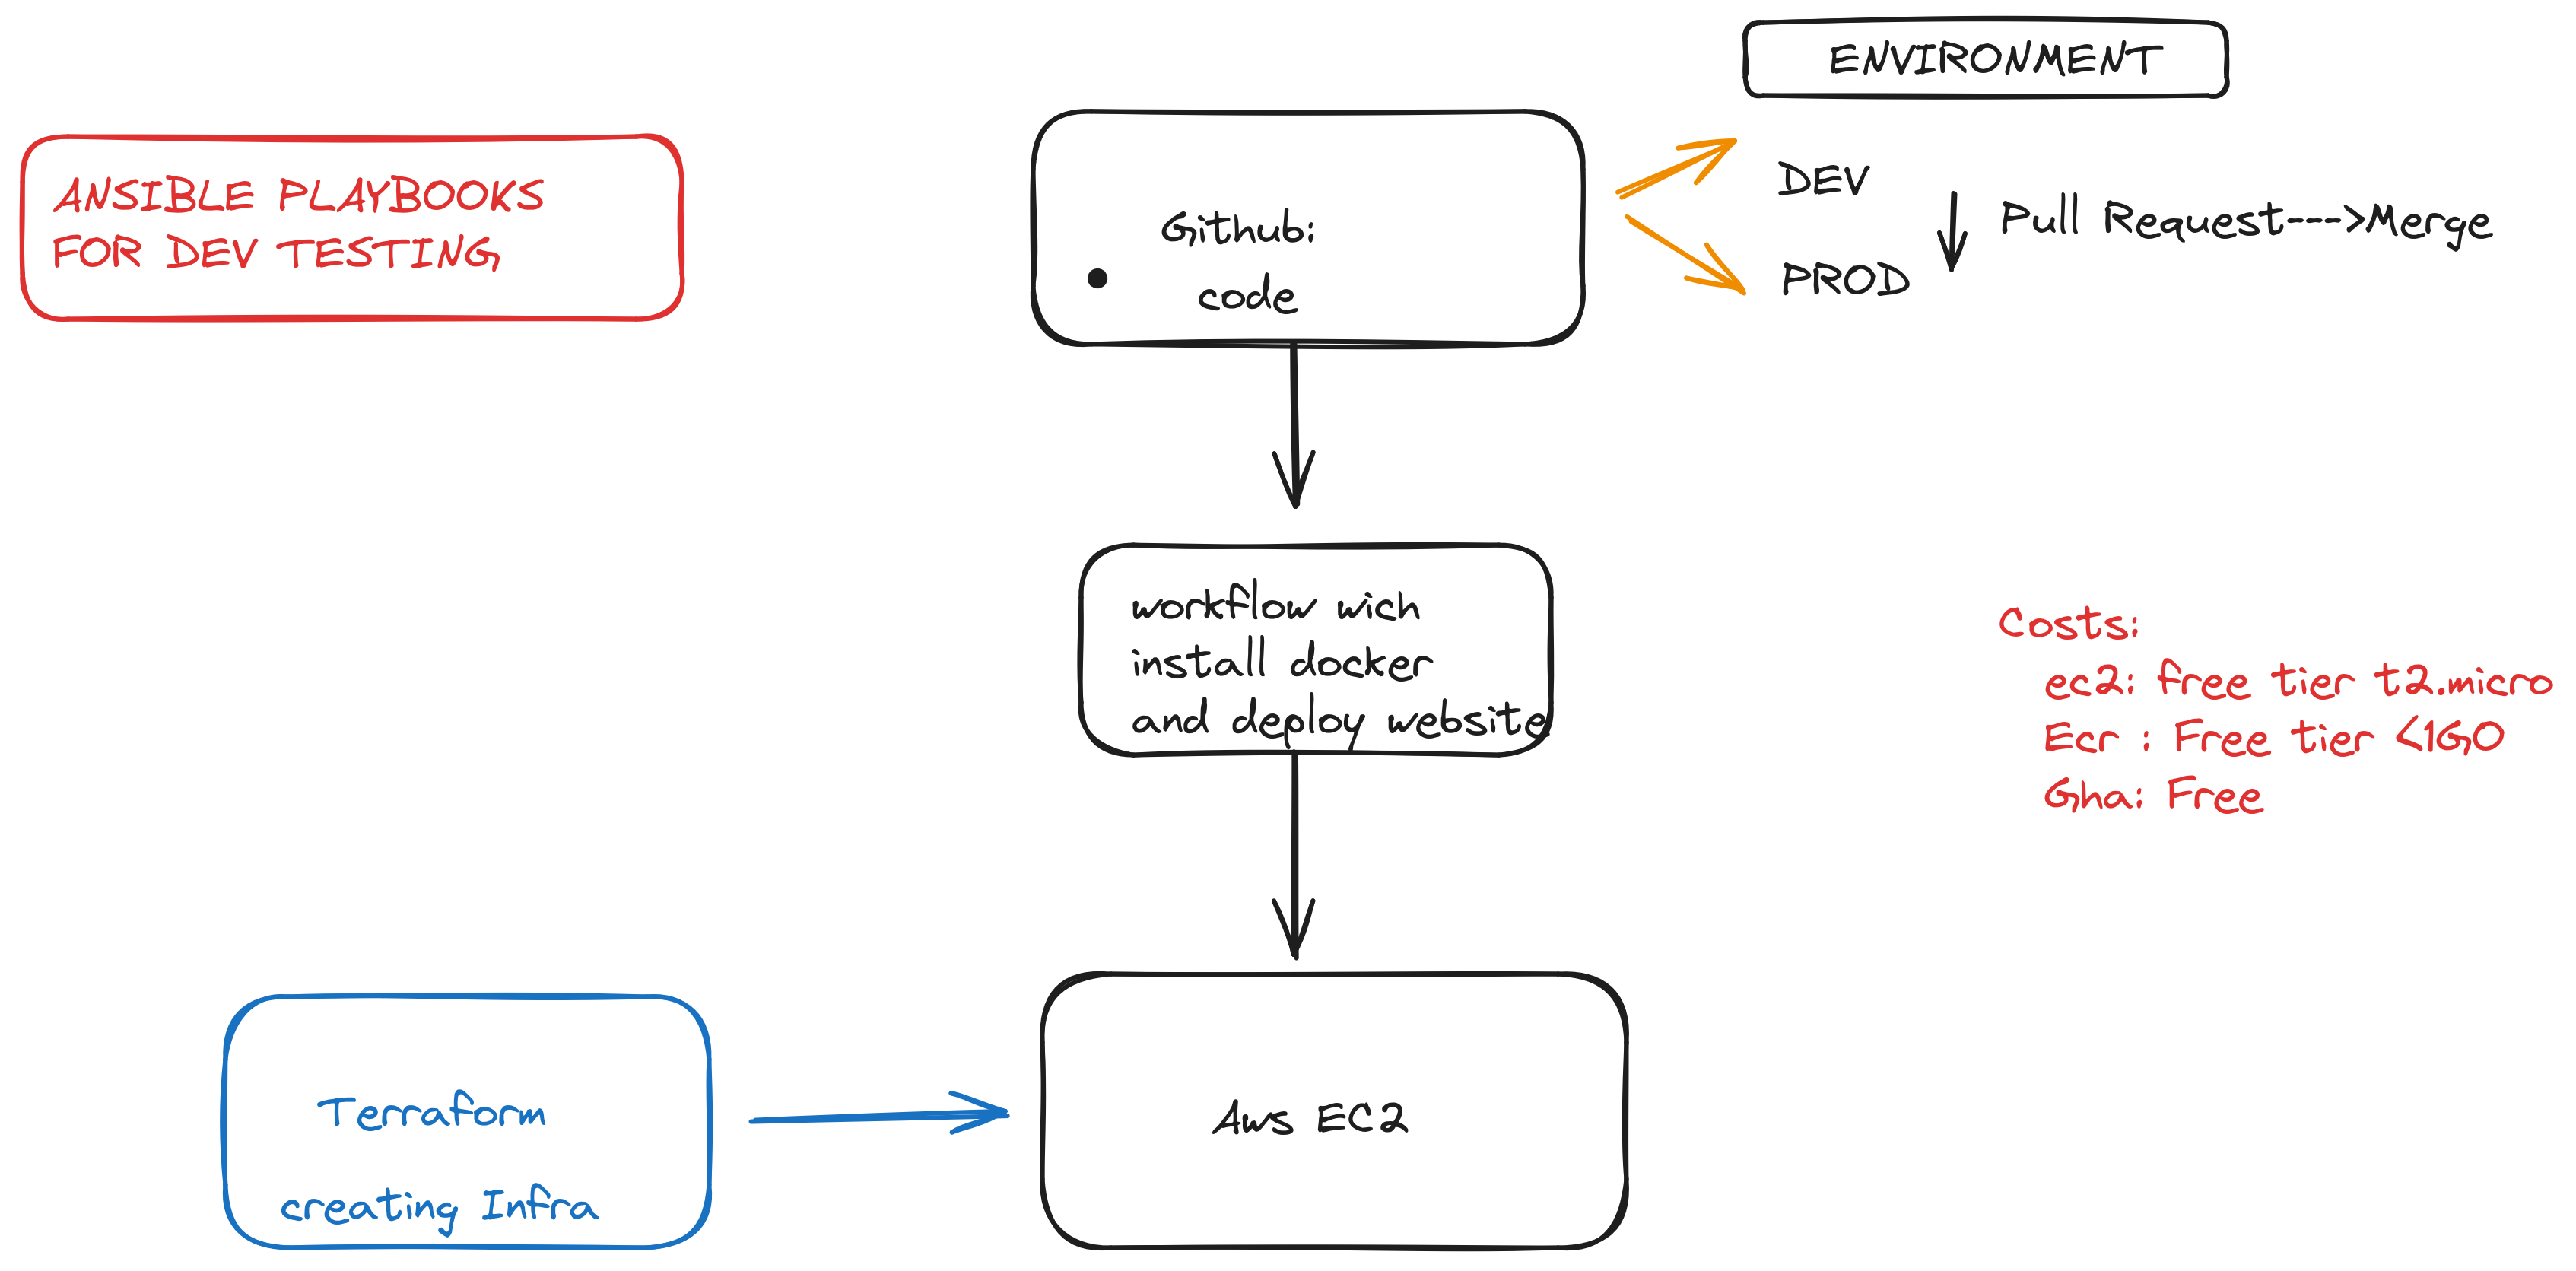 ENVIRONMENT
ANSIBLE PLAYBOOKS
FOR DEV TESTING
Github:
code
DEV
Pull Request--->Merge
PROD
workflow wich
install docker
and deploy website
Costs:
ec2: free tier t2.micro
Ecr : Free tier <1GO
Gha: Free
Terraform
creating Infra
Aws EC2